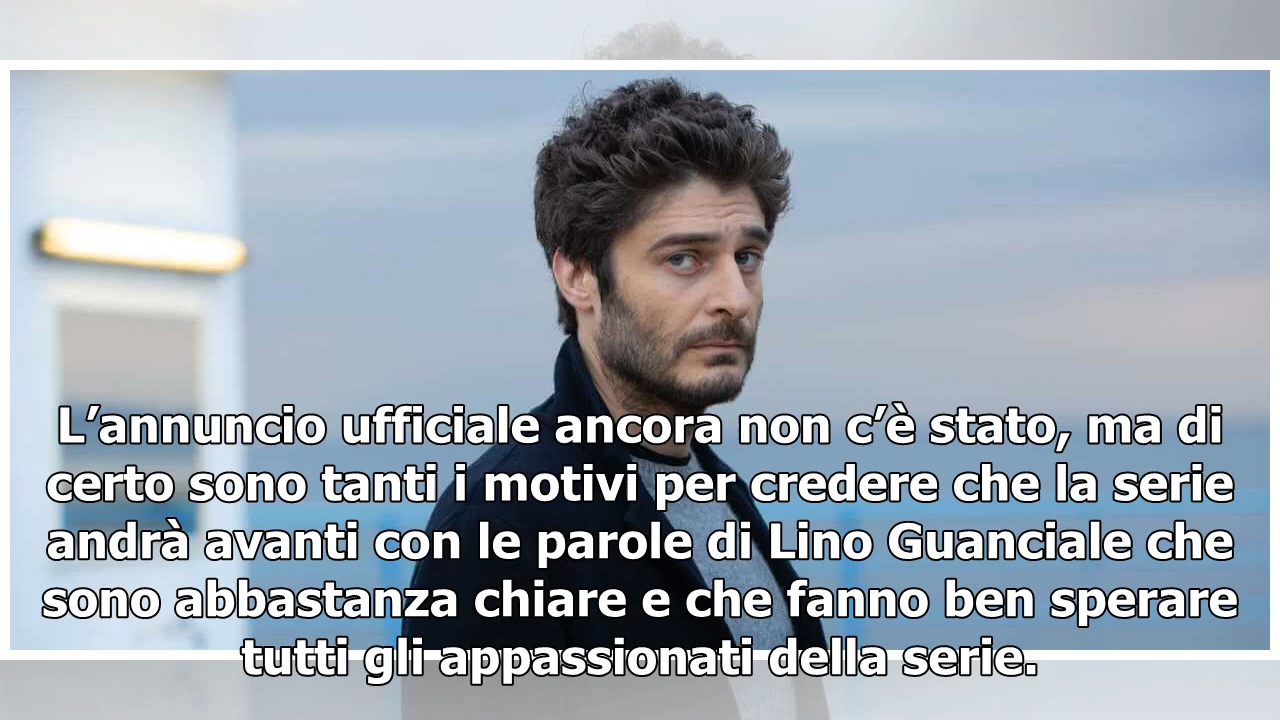 L’annuncio ufficiale ancora non c’è stato, ma di
certo sono tanti i motivi per credere che la serie
andrà avanti con le parole di Lino Guanciale che
sono abbastanza chiare e che fanno ben sperare
tutti gli appassionati della serie.